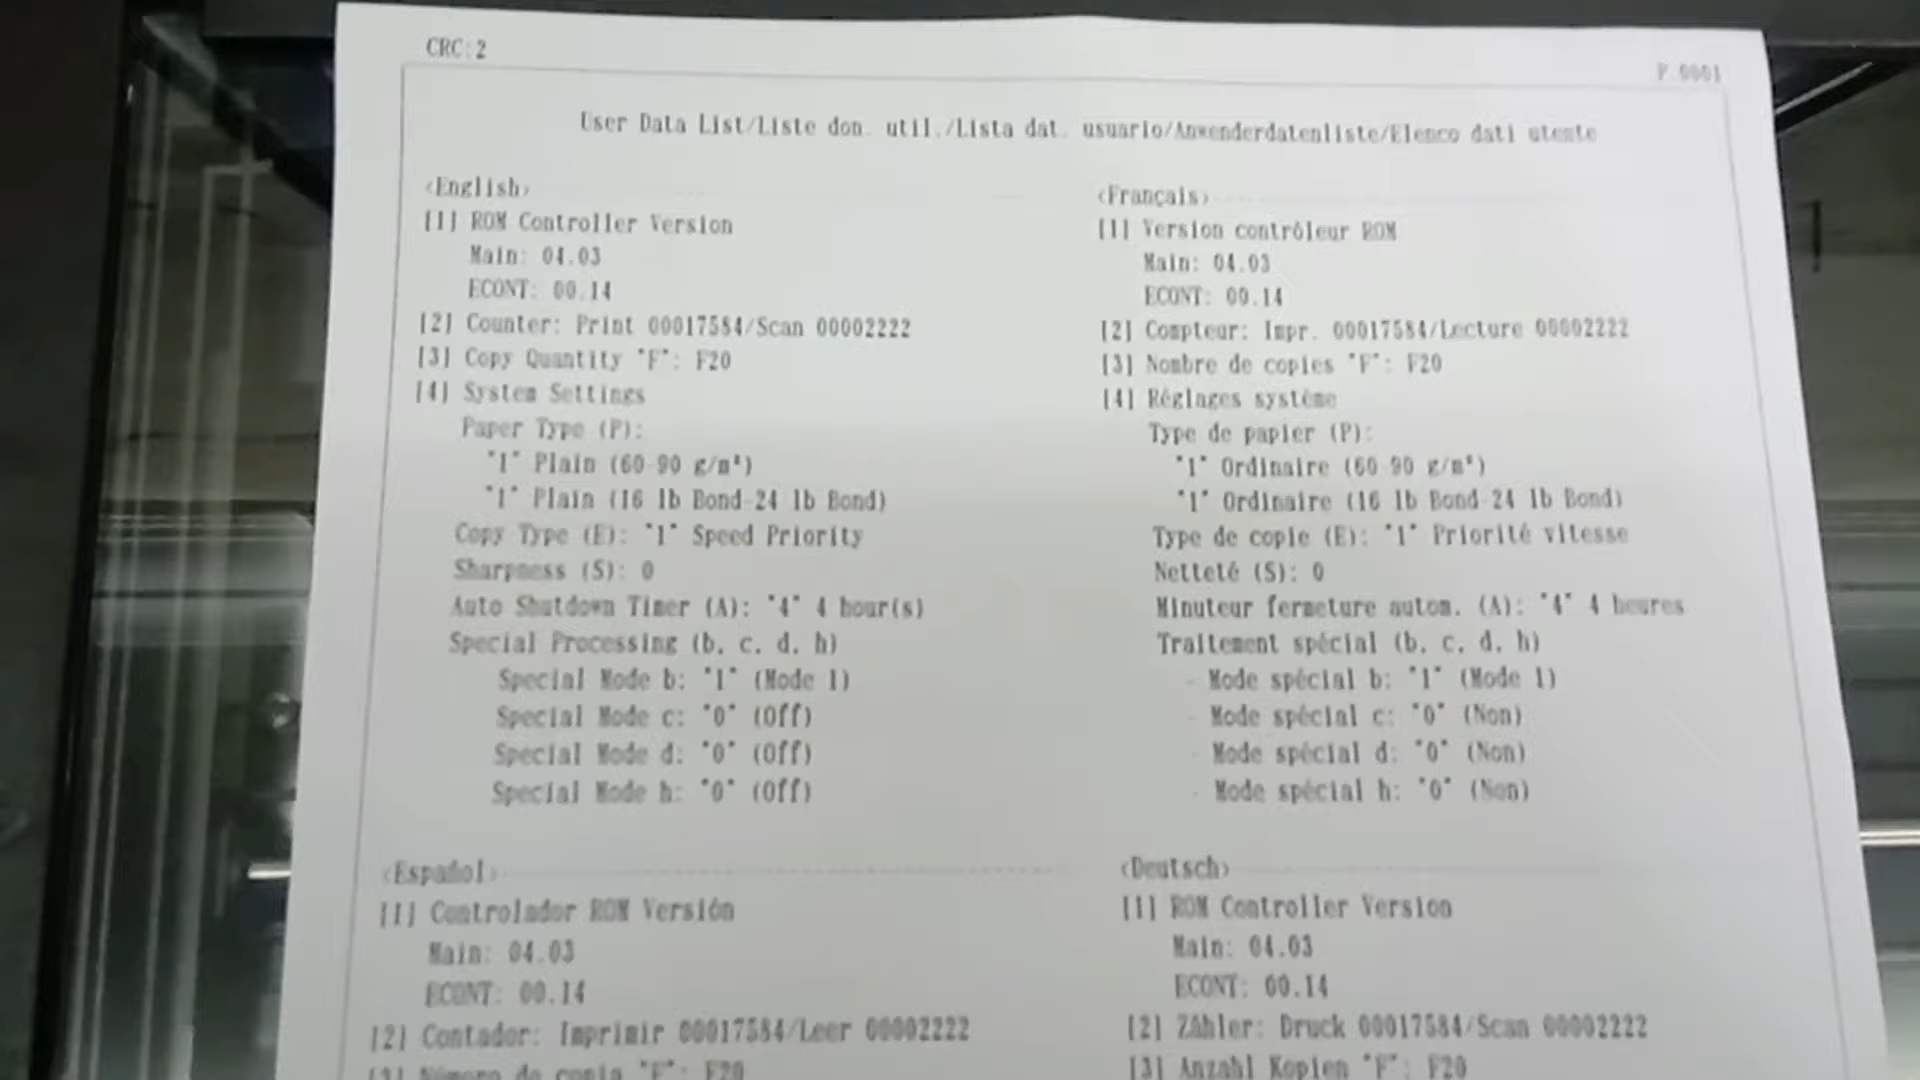 CRC:2
P.0001
User Data List/Liste don. util./Lista dat. usuario/Anwenderdatenliste/Elenco dati utente
<English>
[1] ROM Controller Version
Main: 04.03
ECONT: 00.14
[2] Counter: Print 00017584/Scan 00002222
[3] Copy Quantity "F": F20
[4] System Settings
Paper Type (P):
"1" Plain (60-90 g/m²)
"1" Plain (16 lb Bond-24 lb Bond)
Copy Type (E): "1" Speed Priority
Sharpness (S): 0
Auto Shutdown Timer (A): "4" 4 hour(s)
Special Processing (b, c, d, h)
Special Mode b: "1" (Mode 1)
Special Mode c: "0" (Off)
Special Mode d: "0" (Off)
Special Mode h: "0" (Off)
<Français>
[1] Version contrôleur ROM
Main: 04.03
ECONT: 00.14
[2] Compteur: Impr. 00017584/Lecture 00002222
[3] Nombre de copies "F": F20
[4] Réglages système
Type de papier (P):
"1" Ordinaire (60-90 g/m²)
"1" Ordinaire (16 lb Bond-24 lb Bond)
Type de copie (E): "1" Priorité vitesse
Netteté (S): 0
Minuteur fermeture autom. (A): "4" 4 heures
Traitement spécial (b, c, d, h)
- Mode spécial b: "1" (Mode 1)
- Mode spécial c: "0" (Non)
- Mode spécial d: "0" (Non)
- Mode spécial h: "0" (Non)
<Español>
[1] Controlador ROM Versión
Main: 04.03
ECONT: 00.14
[2] Contador: Imprimir 00017584/Leer 00002222
[3] Número de copia "F": F20
<Deutsch>
[1] ROM Controller Version
Main: 04.03
ECONT: 00.14
[2] Zähler: Druck 00017584/Scan 00002222
[3] Anzahl Kopien "F": F20